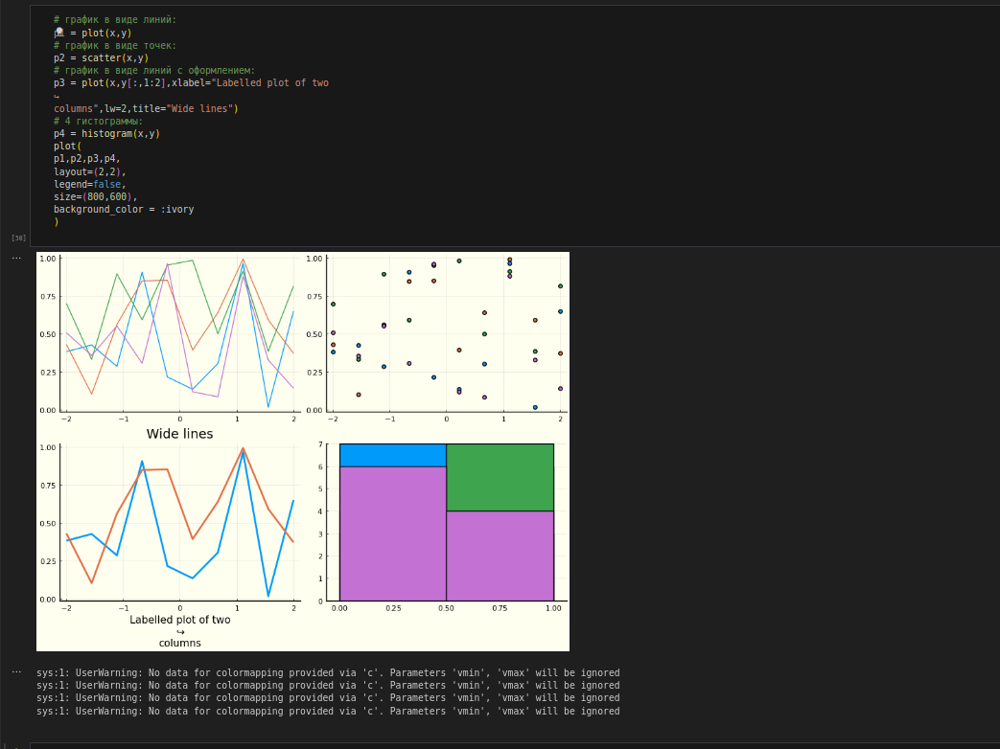 # график в виде линий:
p1 = plot(x,y)
# график в виде точек:
p2 = scatter(x,y)
# график в виде линий с оформлением:
p3 = plot(x,y[:,1:2],xlabel="Labelled plot of two
↪
columns",lw=2,title="Wide lines")
# 4 гистограммы:
p4 = histogram(x,y)
plot(
p1,p2,p3,p4,
layout=(2,2),
legend=false,
size=(800,600),
background_color = :ivory
)
[50]
...
1.00
0.75
0.50
0.25
0.00
−2 −1 0 1 2
1.00
0.75
0.50
0.25
0.00
−2 −1 0 1 2
Wide lines
1.00
0.75
0.50
0.25
0.00
−2 −1 0 1 2
Labelled plot of two
↪
columns
7
6
5
4
3
2
1
0
0.00 0.25 0.50 0.75 1.00
...
sys:1: UserWarning: No data for colormapping provided via 'c'. Parameters 'vmin', 'vmax' will be ignored
sys:1: UserWarning: No data for colormapping provided via 'c'. Parameters 'vmin', 'vmax' will be ignored
sys:1: UserWarning: No data for colormapping provided via 'c'. Parameters 'vmin', 'vmax' will be ignored
sys:1: UserWarning: No data for colormapping provided via 'c'. Parameters 'vmin', 'vmax' will be ignored